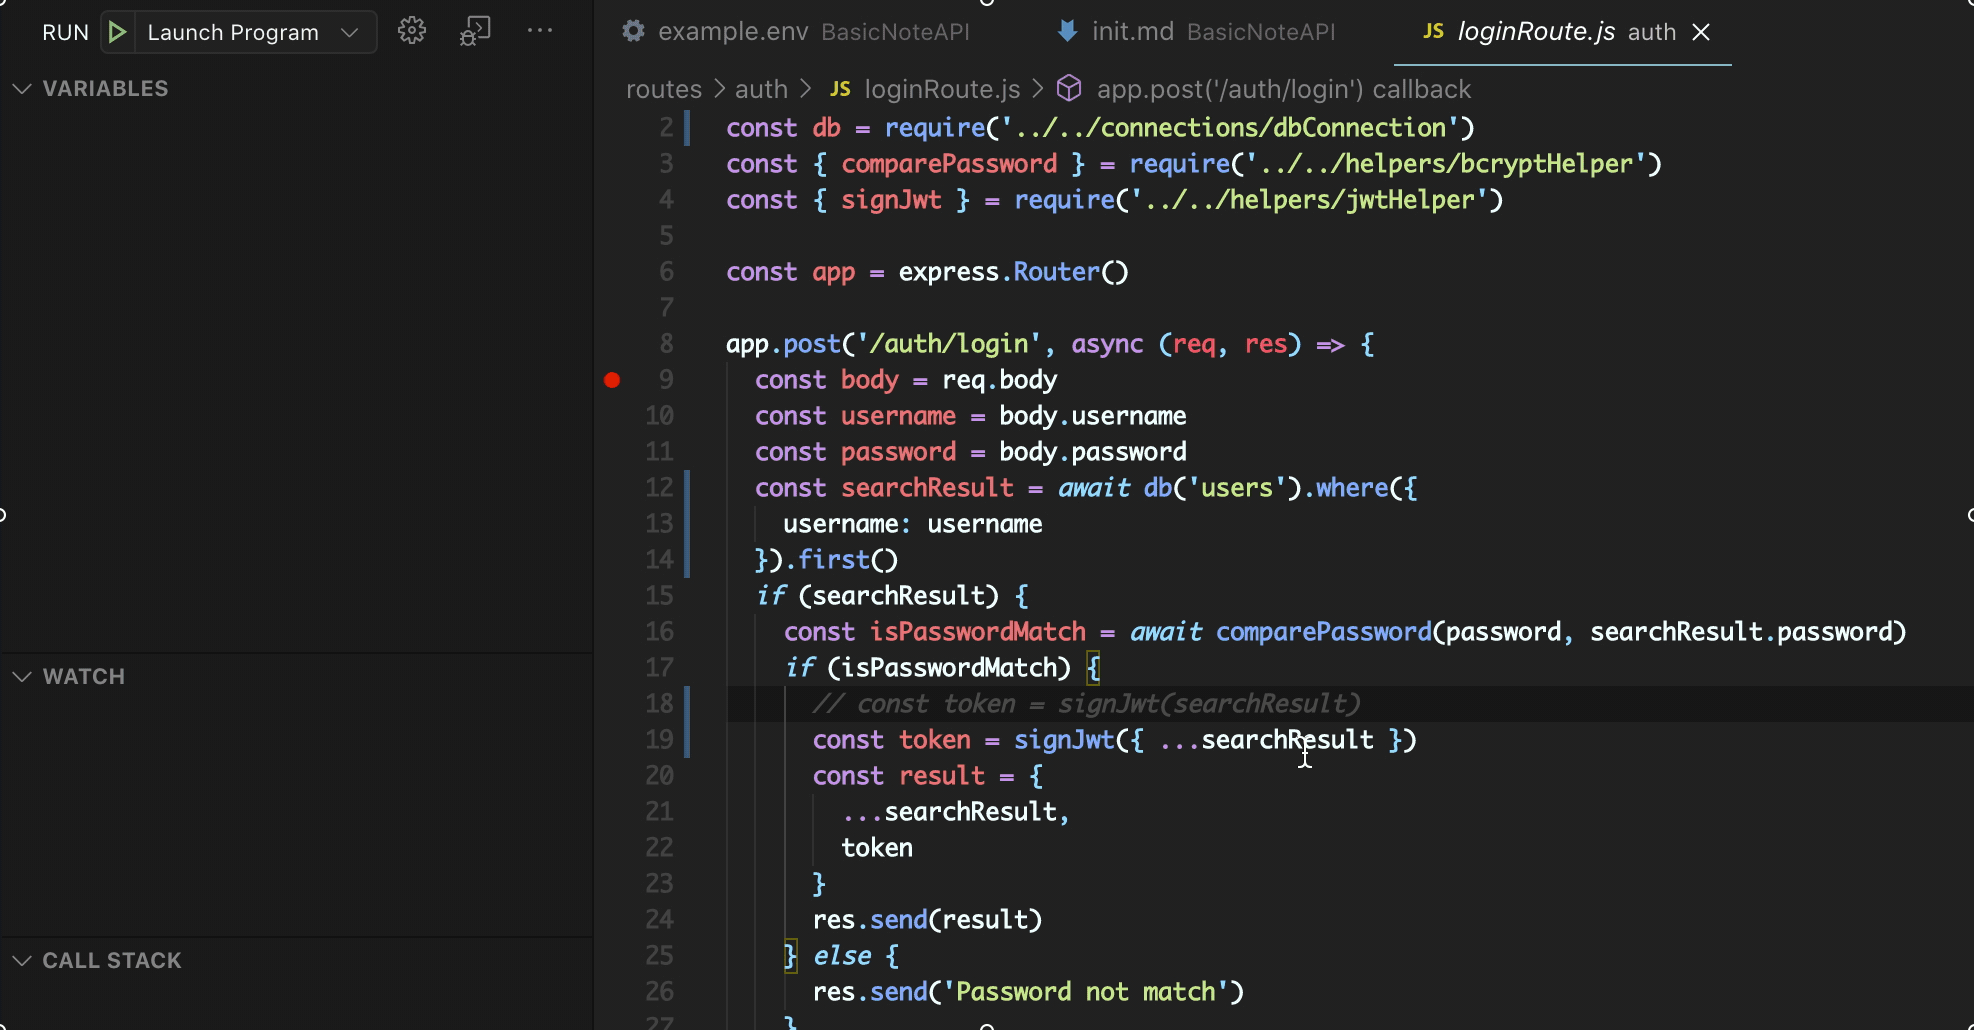 RUN Launch Program ...
VARIABLES
WATCH
CALL STACK
example.env BasicNoteAPI init.md BasicNoteAPI JS loginRoute.js auth
routes > auth > JS loginRoute.js > app.post('/auth/login') callback
2 const db = require('../../connections/dbConnection')
3 const { comparePassword } = require('../../helpers/bcryptHelper')
4 const { signJwt } = require('../../helpers/jwtHelper')
5
6 const app = express.Router()
7
8 app.post('/auth/login', async (req, res) => {
9 const body = req.body
10 const username = body.username
11 const password = body.password
12 const searchResult = await db('users').where({
13 username: username
14 }).first()
15 if (searchResult) {
16 const isPasswordMatch = await comparePassword(password, searchResult.password)
17 if (isPasswordMatch) {
18 // const token = signJwt(searchResult)
19 const token = signJwt({ ...searchResult })
20 const result = {
21 ...searchResult,
22 token
23 }
24 res.send(result)
25 } else {
26 res.send('Password not match')
27 }